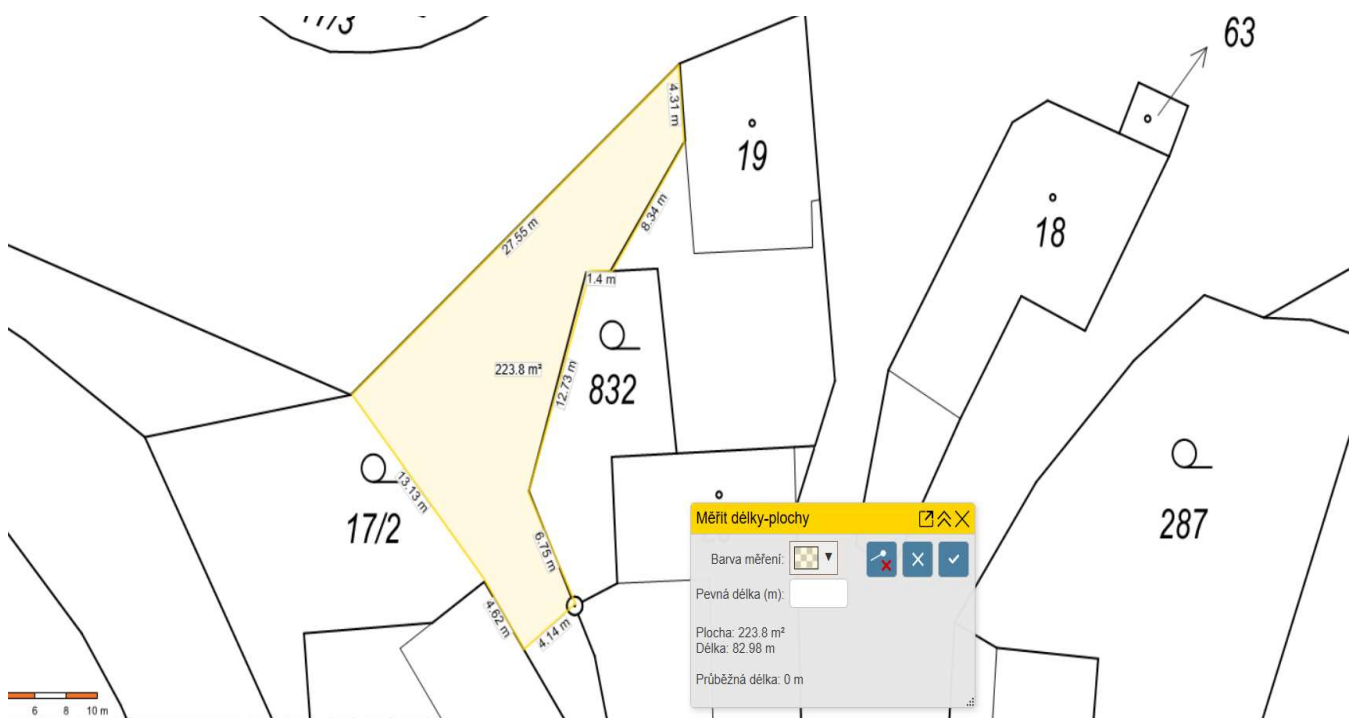 17/3
63
4.31 m
19
27.55 m
8.34 m
18
1.4 m
223.8 m²
12.73 m
832
13.13 m
17/2
287
Měřit délky-plochy
6.75 m
Barva měření:
Pevná délka (m):
4.62 m
4.14 m
Plocha: 223.8 m²
Délka: 82.98 m
Průběžná délka: 0 m
6 8 10 m